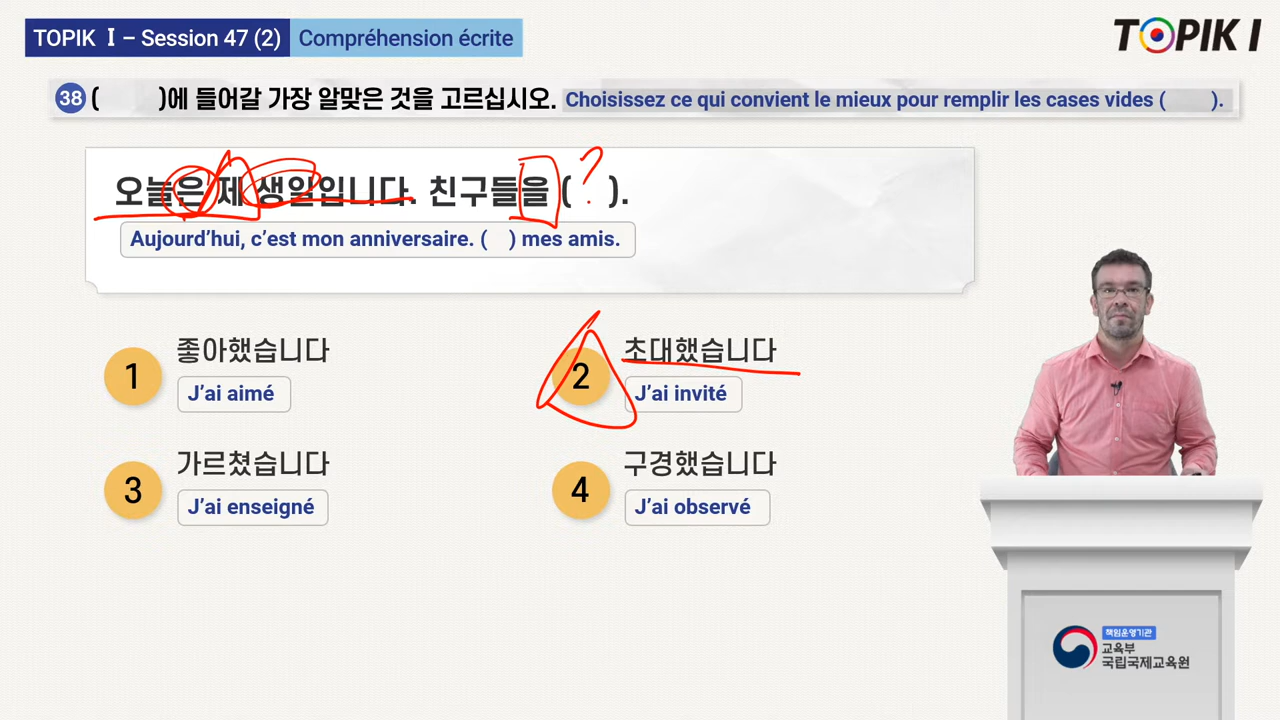 TOPIK I – Session 47 (2) Compréhension écrite
TOPIK I
38 ( )에 들어갈 가장 알맞은 것을 고르십시오. Choisissez ce qui convient le mieux pour remplir les cases vides ( ).
오늘은 제 생일입니다. 친구들을 ( ? ).
Aujourd’hui, c’est mon anniversaire. ( ) mes amis.
1 좋아했습니다
J’ai aimé
2 초대했습니다
J’ai invité
3 가르쳤습니다
J’ai enseigné
4 구경했습니다
J’ai observé
책임운영기관
교육부
국립국제교육원